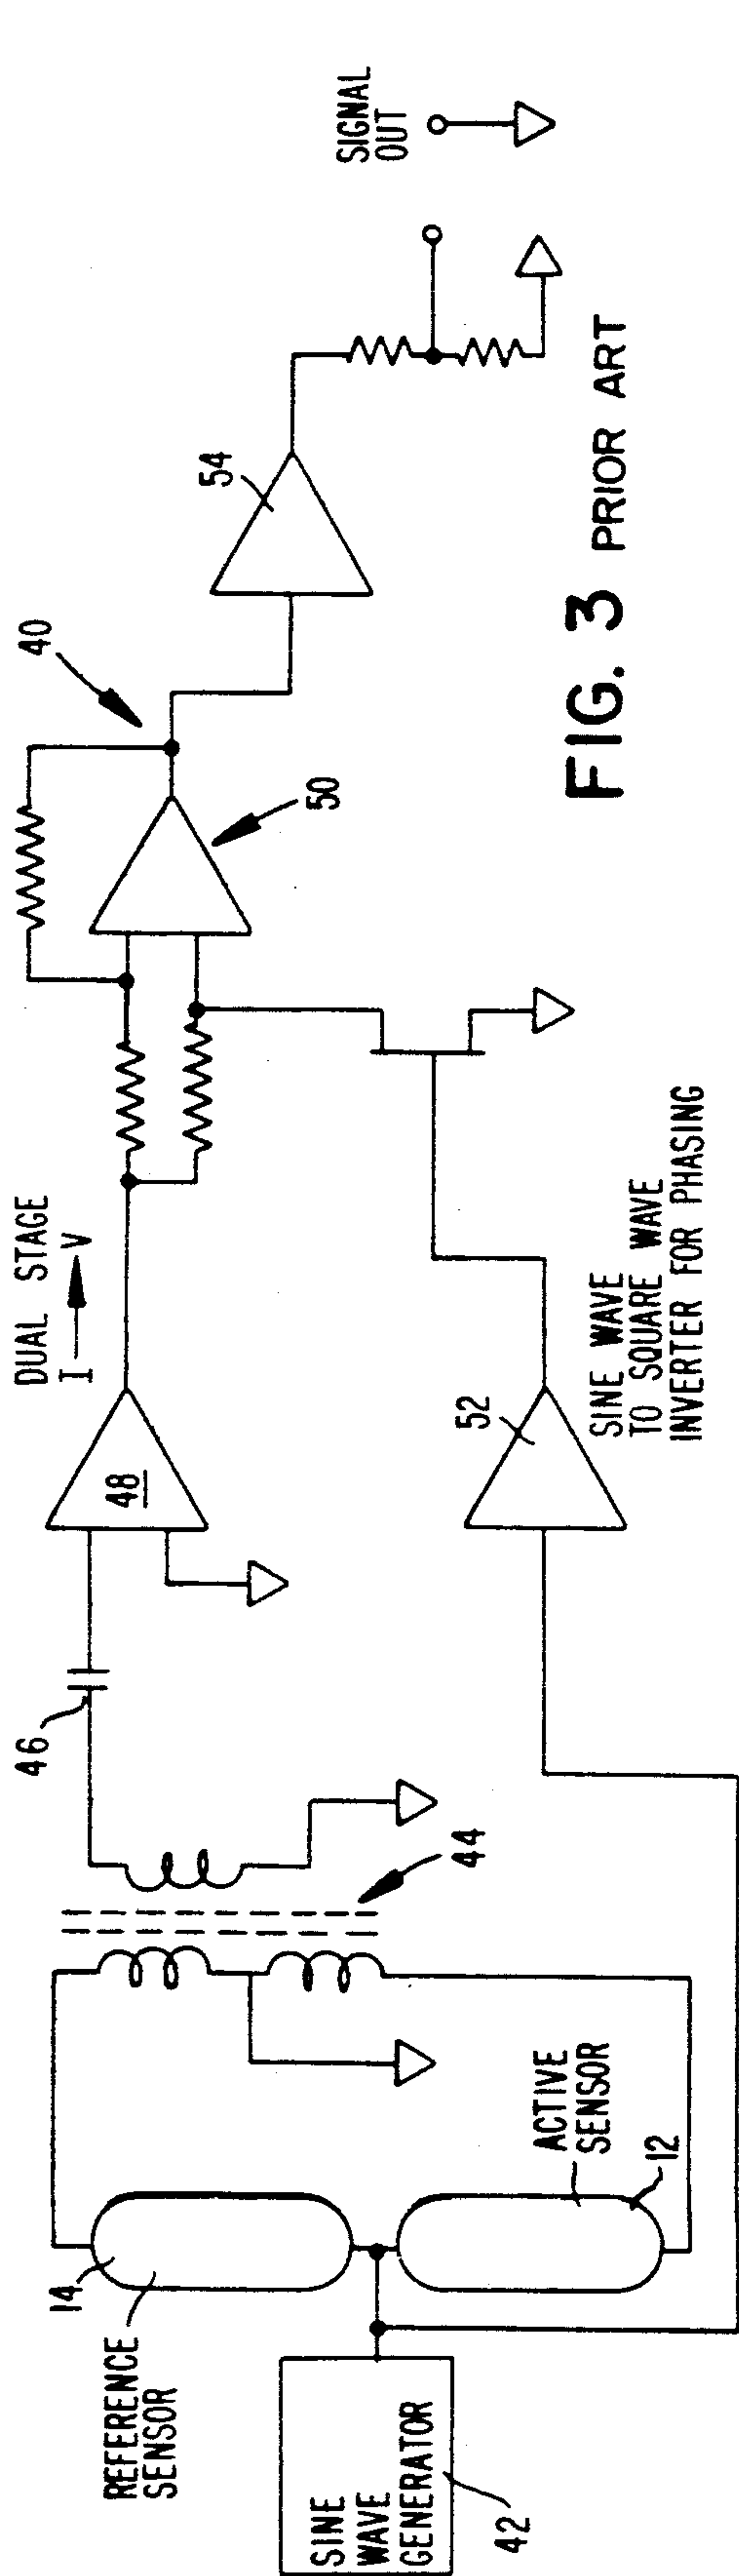 SIGNAL
OUT
54
40
50
DUAL STAGE
I V
48
46
44
52
SINE WAVE
TO SQUARE WAVE
INVERTER FOR PHASING
14
REFERENCE
SENSOR
ACTIVE
SENSOR
12
SINE
WAVE
GENERATOR
42
FIG. 3 PRIOR ART